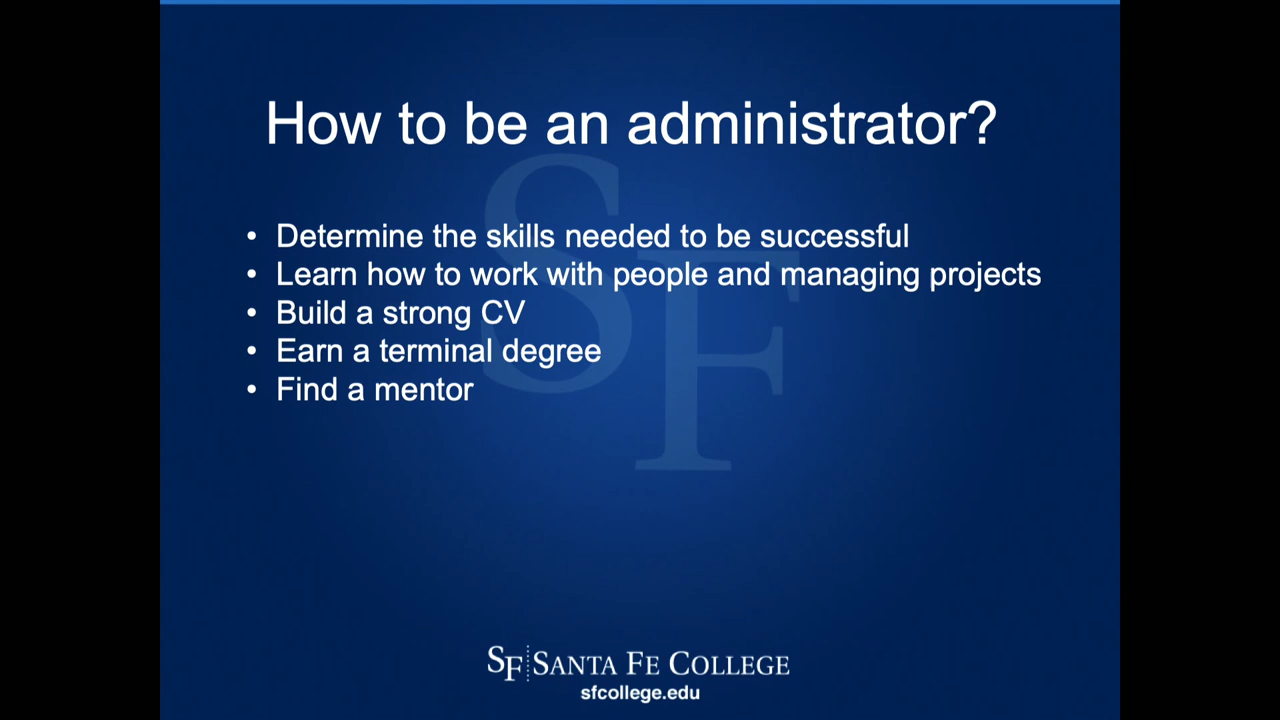 How to be an administrator?
• Determine the skills needed to be successful
• Learn how to work with people and managing projects
• Build a strong CV
• Earn a terminal degree
• Find a mentor
SF
SF SANTA FE COLLEGE
sfcollege.edu